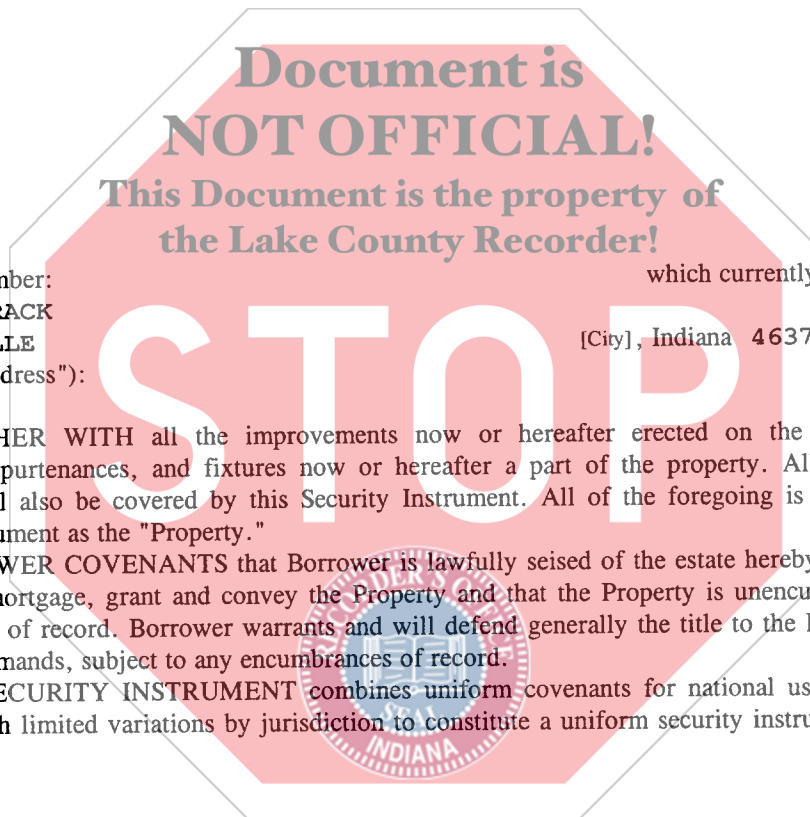 Document is
NOT OFFICIAL!
This Document is the property of
the Lake County Recorder!
mber: which currently
RACK
LLE [City], Indiana 4637
dress"):
STOP
HER WITH all the improvements now or hereafter erected on the
purtenances, and fixtures now or hereafter a part of the property. Al
l also be covered by this Security Instrument. All of the foregoing is
ument as the "Property."
WER COVENANTS that Borrower is lawfully seised of the estate hereby
nortgage, grant and convey the Property and that the Property is unencu
of record. Borrower warrants and will defend generally the title to the
mands, subject to any encumbrances of record.
ECURITY INSTRUMENT combines uniform covenants for national us
h limited variations by jurisdiction to constitute a uniform security instru
RECORDER'S OFFICE
SEAL
INDIANA